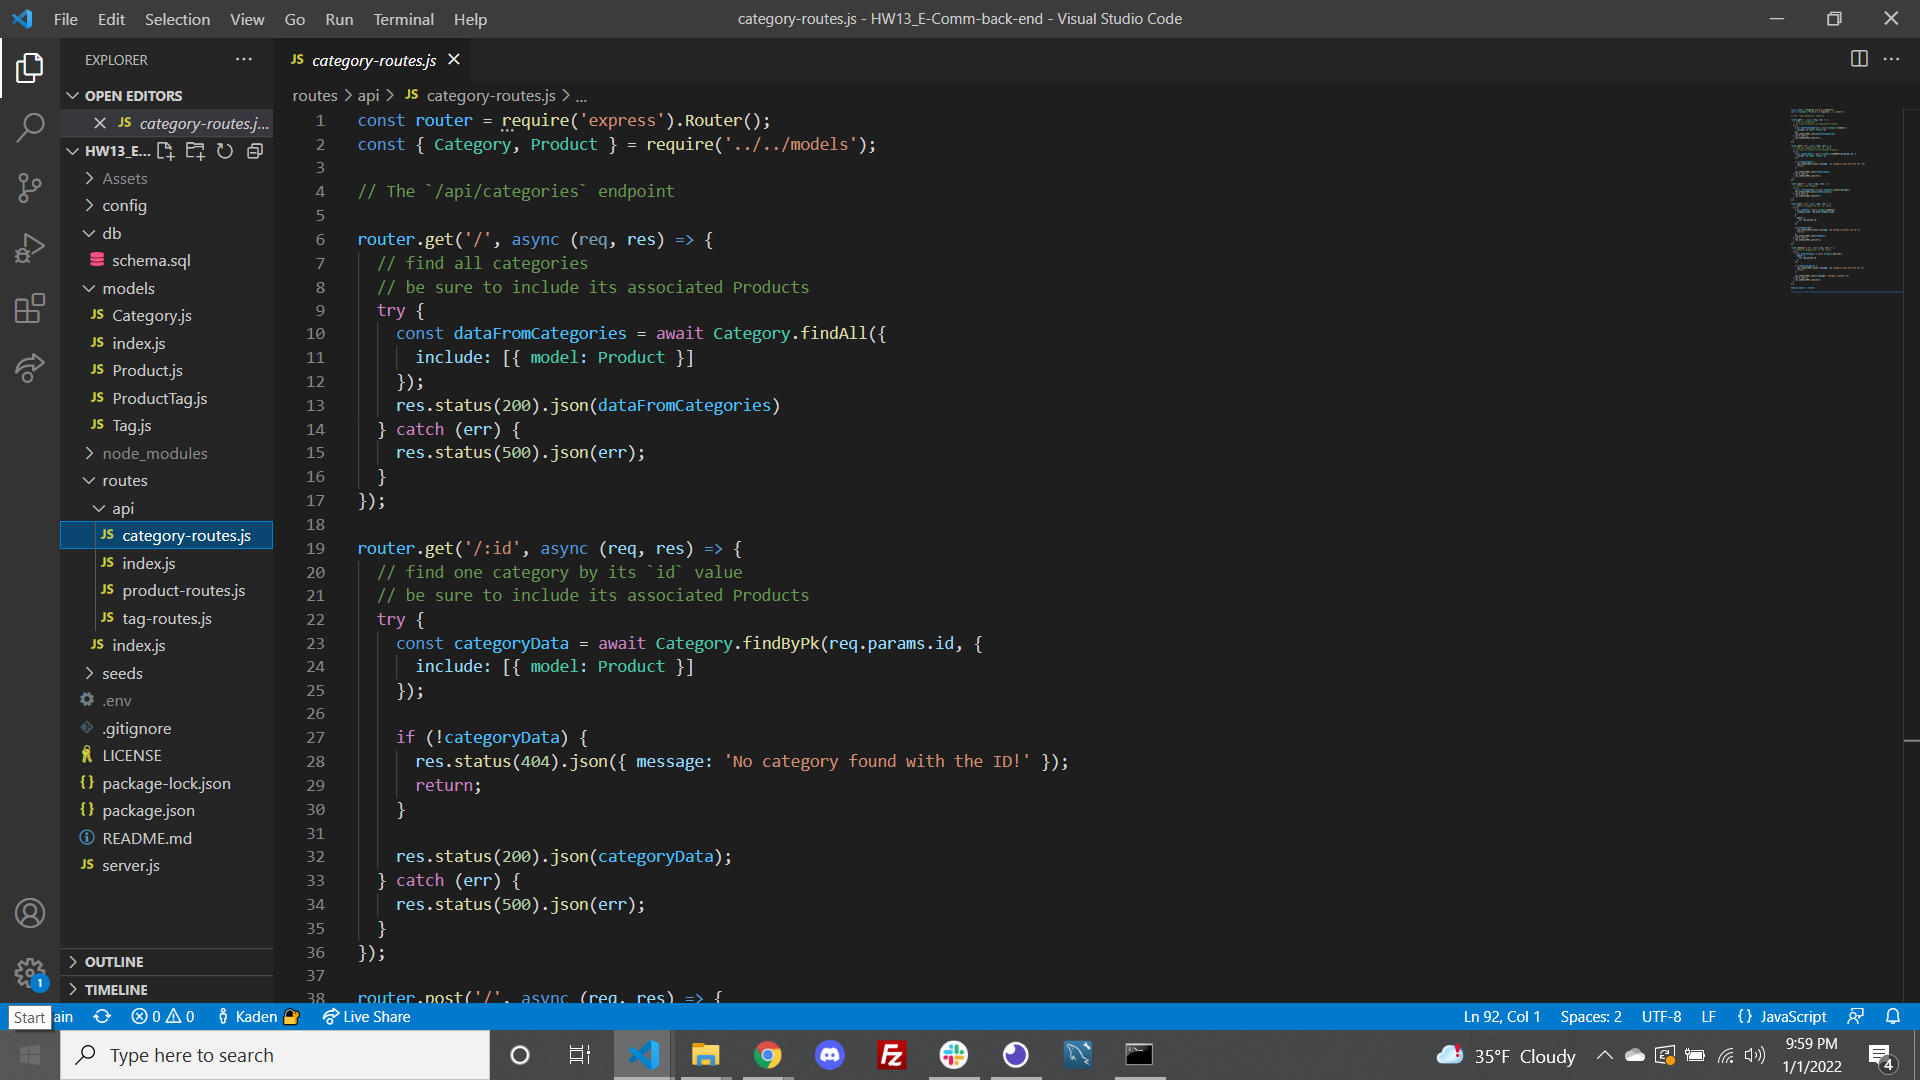 File Edit Selection View Go Run Terminal Help
category-routes.js - HW13_E-Comm-back-end - Visual Studio Code
EXPLORER
OPEN EDITORS
JS category-routes.j...
HW13_E...
Assets
config
db
schema.sql
models
JS Category.js
JS index.js
JS Product.js
JS ProductTag.js
JS Tag.js
node_modules
routes
api
JS category-routes.js
JS index.js
JS product-routes.js
JS tag-routes.js
JS index.js
seeds
.env
.gitignore
LICENSE
{} package-lock.json
{} package.json
README.md
JS server.js
OUTLINE
TIMELINE
1
JS category-routes.js
routes > api > JS category-routes.js > ...
1 const router = require('express').Router();
2 const { Category, Product } = require('../../models');
3
4 // The `/api/categories` endpoint
5
6 router.get('/', async (req, res) => {
7 // find all categories
8 // be sure to include its associated Products
9 try {
10 const dataFromCategories = await Category.findAll({
11 include: [{ model: Product }]
12 });
13 res.status(200).json(dataFromCategories)
14 } catch (err) {
15 res.status(500).json(err);
16 }
17 });
18
19 router.get('/:id', async (req, res) => {
20 // find one category by its `id` value
21 // be sure to include its associated Products
22 try {
23 const categoryData = await Category.findByPk(req.params.id, {
24 include: [{ model: Product }]
25 });
26
27 if (!categoryData) {
28 res.status(404).json({ message: 'No category found with the ID!' });
29 return;
30 }
31
32 res.status(200).json(categoryData);
33 } catch (err) {
34 res.status(500).json(err);
35 }
36 });
37
38 router.post('/', async (req, res) => {
Start ain 0 0 Kaden Live Share
Ln 92, Col 1 Spaces: 2 UTF-8 LF {} JavaScript
Type here to search
Fz
35°F Cloudy
9:59 PM
1/1/2022
4